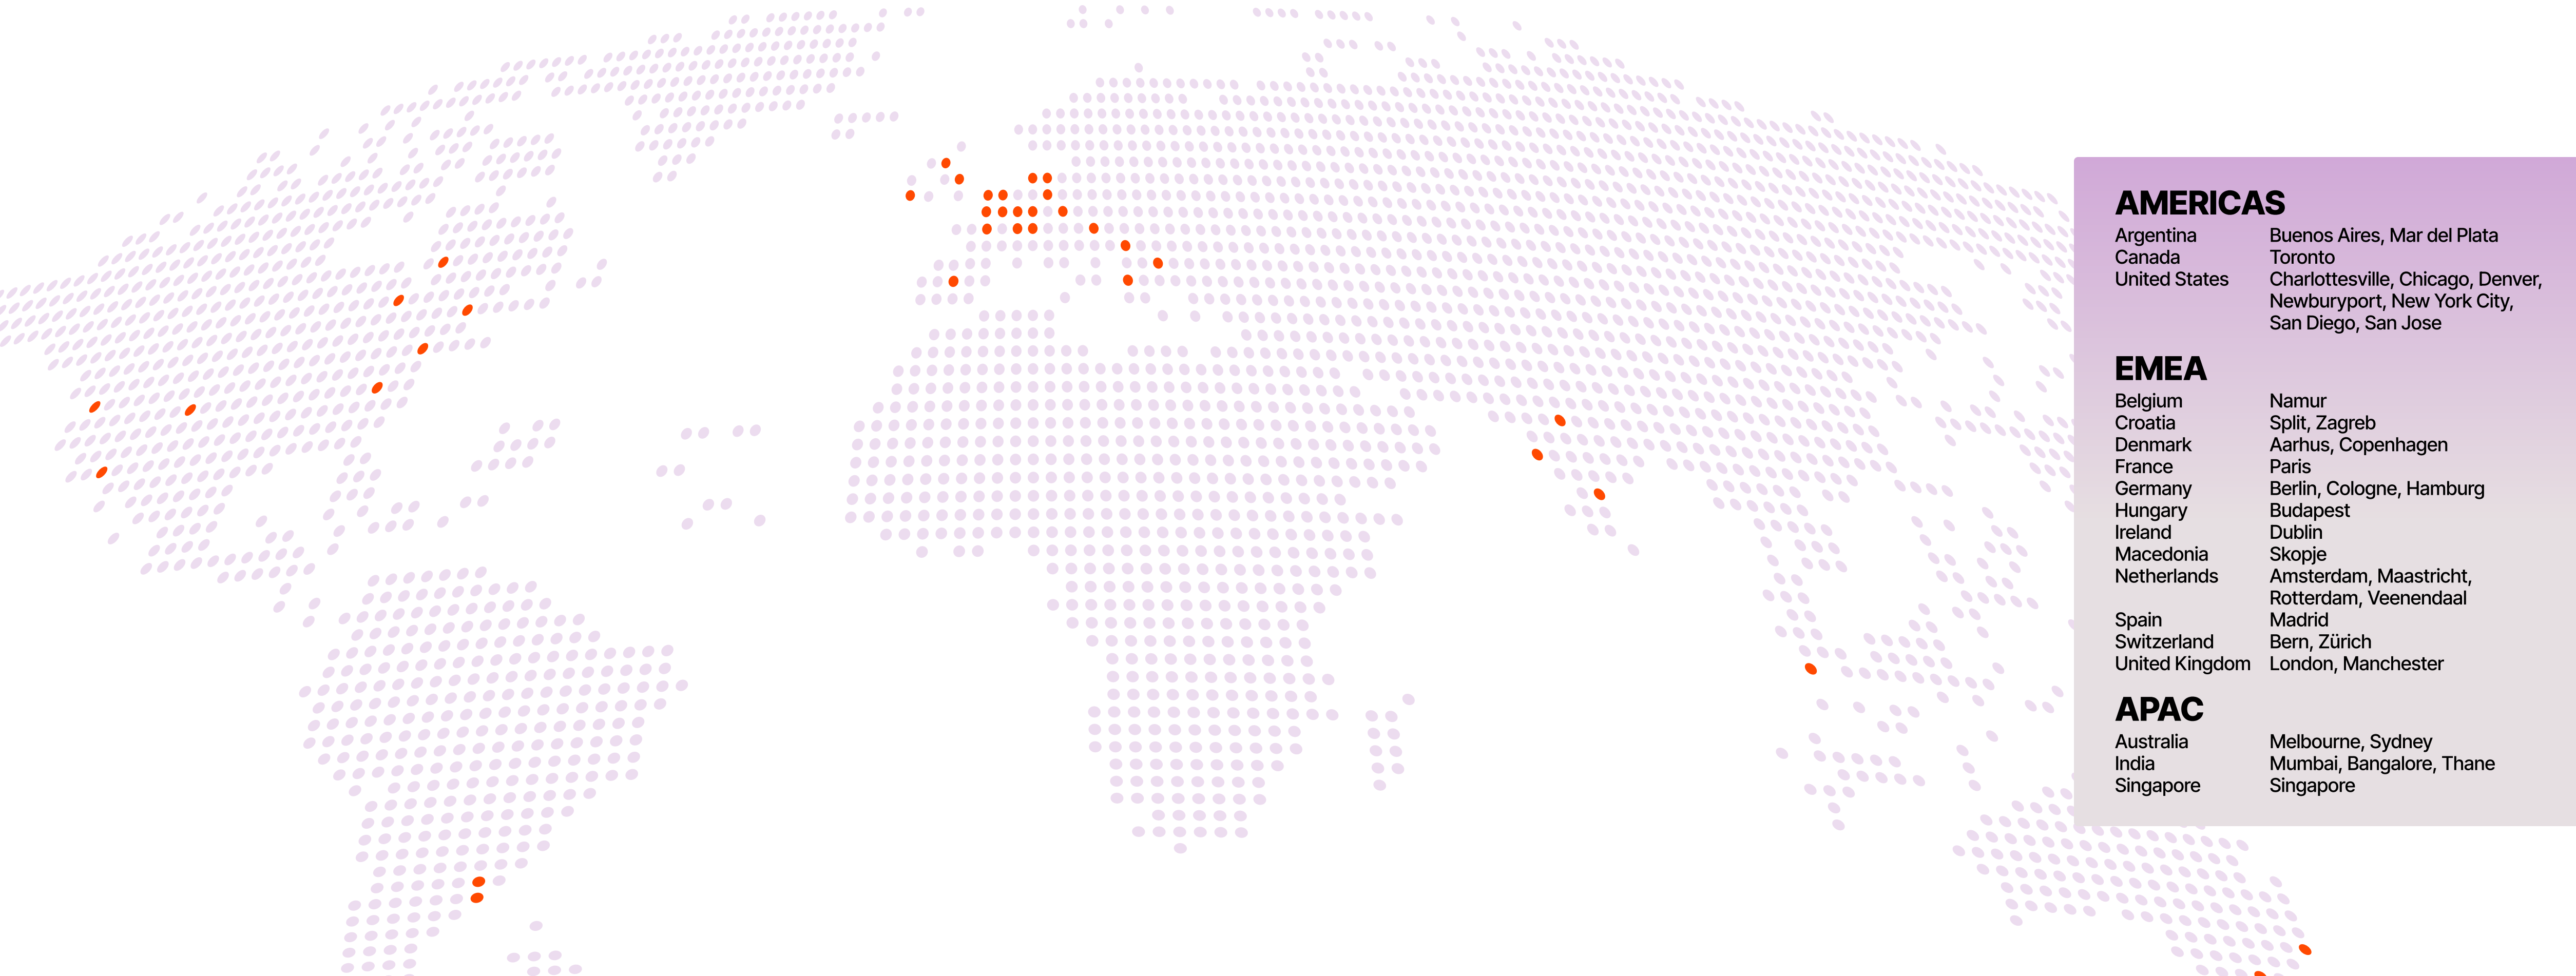 AMERICAS
Argentina Buenos Aires, Mar del Plata
Canada Toronto
United States Charlottesville, Chicago, Denver,
Newburyport, New York City,
San Diego, San Jose
EMEA
Belgium Namur
Croatia Split, Zagreb
Denmark Aarhus, Copenhagen
France Paris
Germany Berlin, Cologne, Hamburg
Hungary Budapest
Ireland Dublin
Macedonia Skopje
Netherlands Amsterdam, Maastricht,
Rotterdam, Veenendaal
Spain Madrid
Switzerland Bern, Zürich
United Kingdom London, Manchester
APAC
Australia Melbourne, Sydney
India Mumbai, Bangalore, Thane
Singapore Singapore